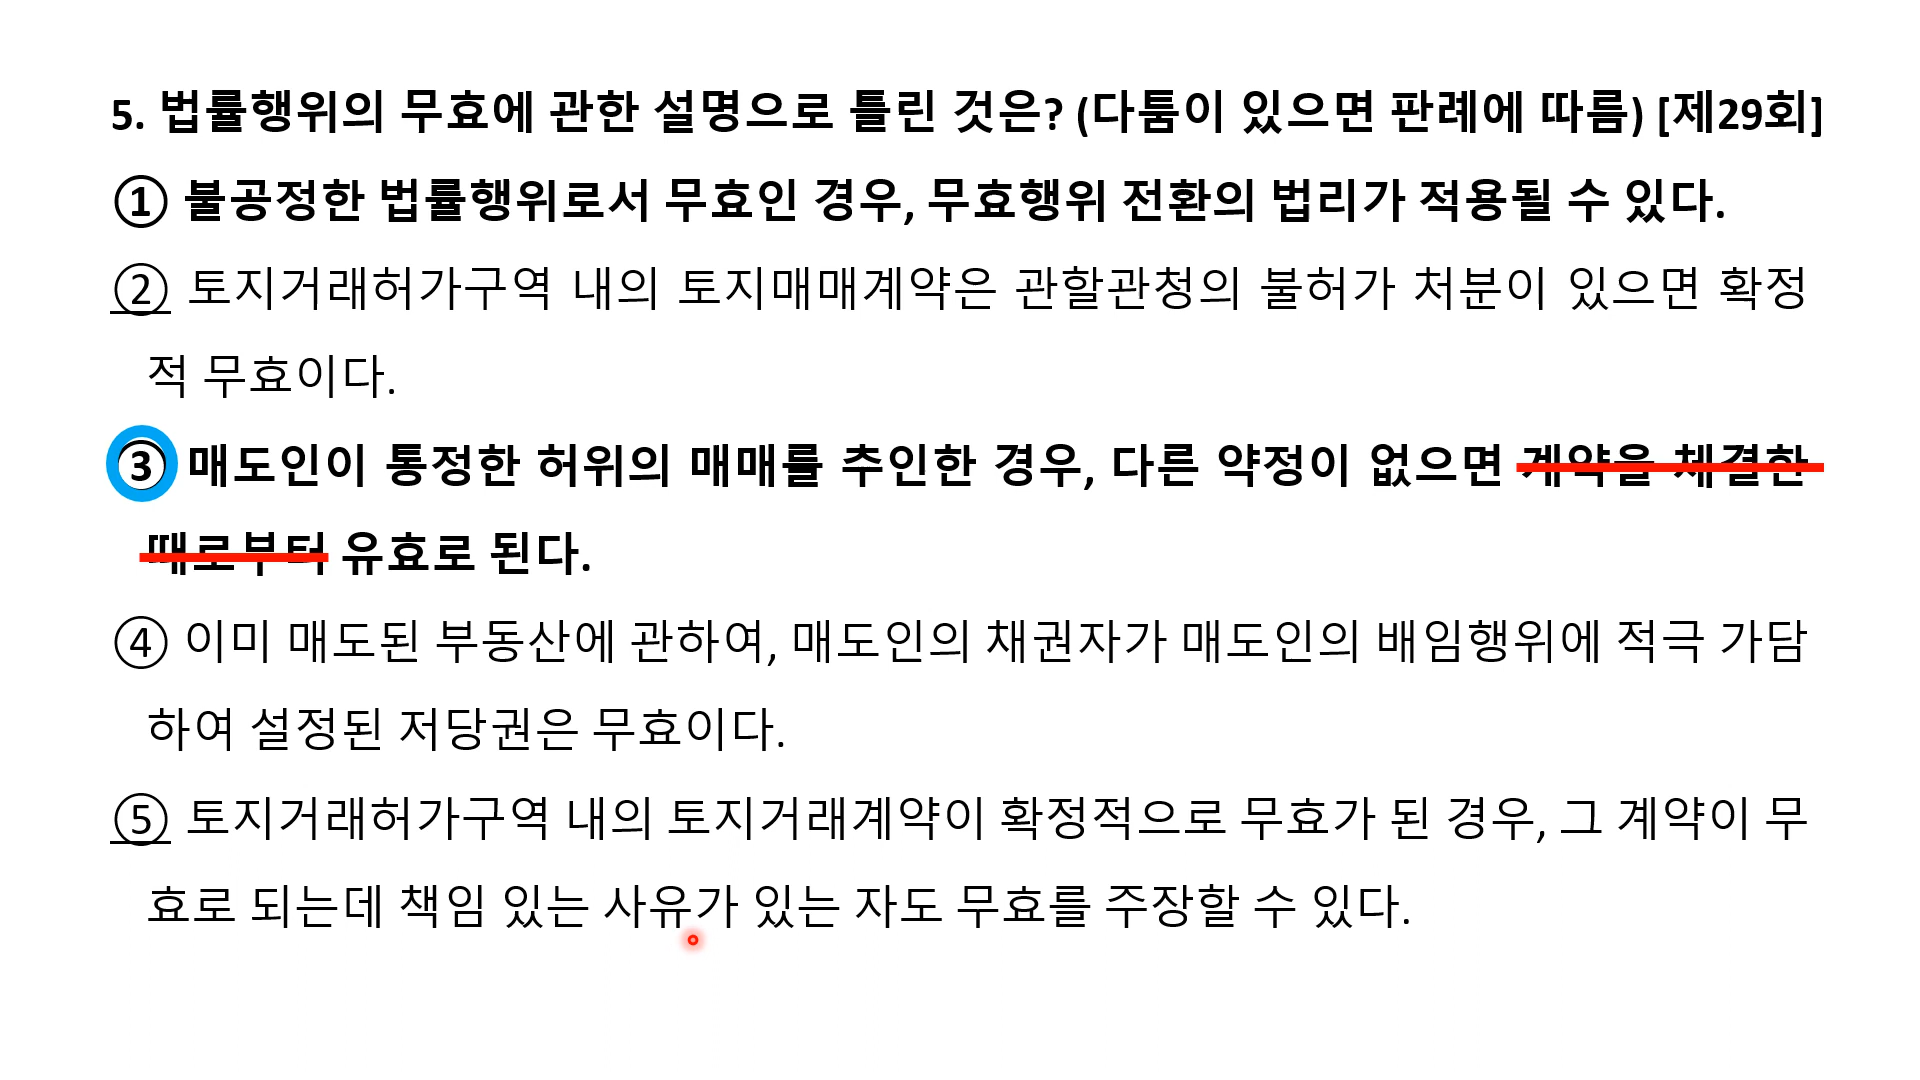 5. 법률행위의 무효에 관한 설명으로 틀린 것은? (다툼이 있으면 판례에 따름) [제29회]
① 불공정한 법률행위로서 무효인 경우, 무효행위 전환의 법리가 적용될 수 있다.
② 토지거래허가구역 내의 토지매매계약은 관할관청의 불허가 처분이 있으면 확정
적 무효이다.
③ 매도인이 통정한 허위의 매매를 추인한 경우, 다른 약정이 없으면 계약을 체결한
때로부터 유효로 된다.
④ 이미 매도된 부동산에 관하여, 매도인의 채권자가 매도인의 배임행위에 적극 가담
하여 설정된 저당권은 무효이다.
⑤ 토지거래허가구역 내의 토지거래계약이 확정적으로 무효가 된 경우, 그 계약이 무
효로 되는데 책임 있는 사유가 있는 자도 무효를 주장할 수 있다.